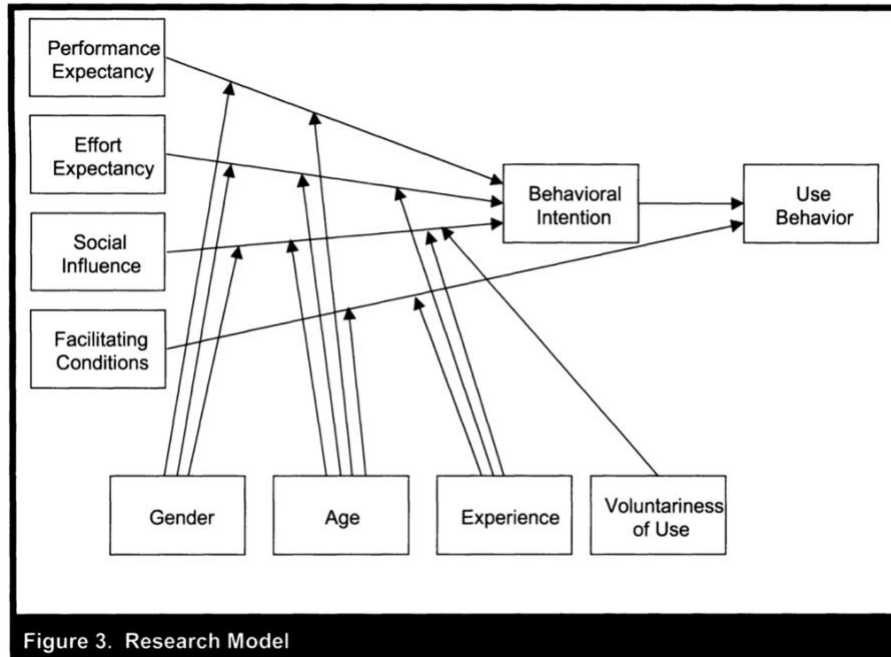 Performance
Expectancy
Effort
Expectancy
Social
Influence
Facilitating
Conditions
Behavioral
Intention
Use
Behavior
Gender
Age
Experience
Voluntariness
of Use
Figure 3. Research Model